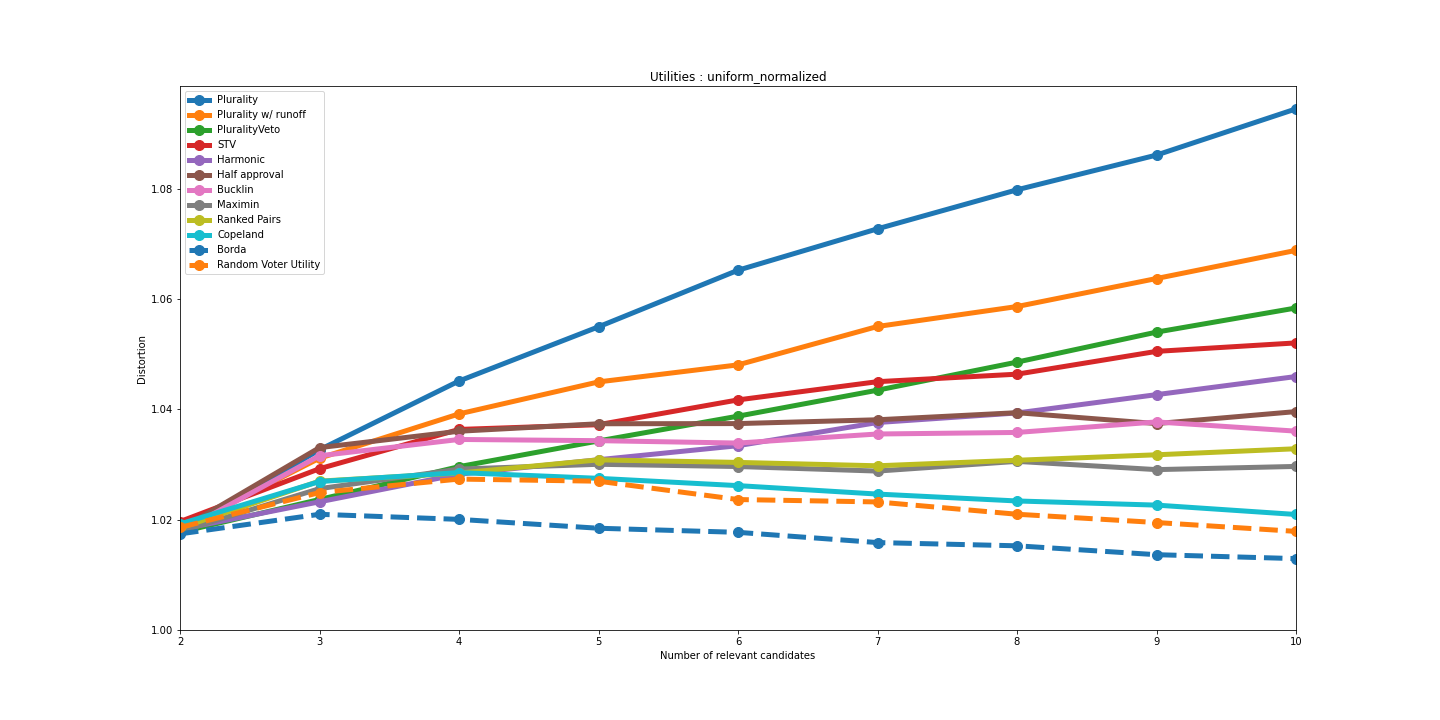 Utilities : uniform_normalized
Plurality
Plurality w/ runoff
PluralityVeto
STV
Harmonic
Half approval
Bucklin
Maximin
Ranked Pairs
Copeland
Borda
Random Voter Utility
1.08
1.06
1.04
1.02
1.00
Distortion
2 3 4 5 6 7 8 9 10
Number of relevant candidates